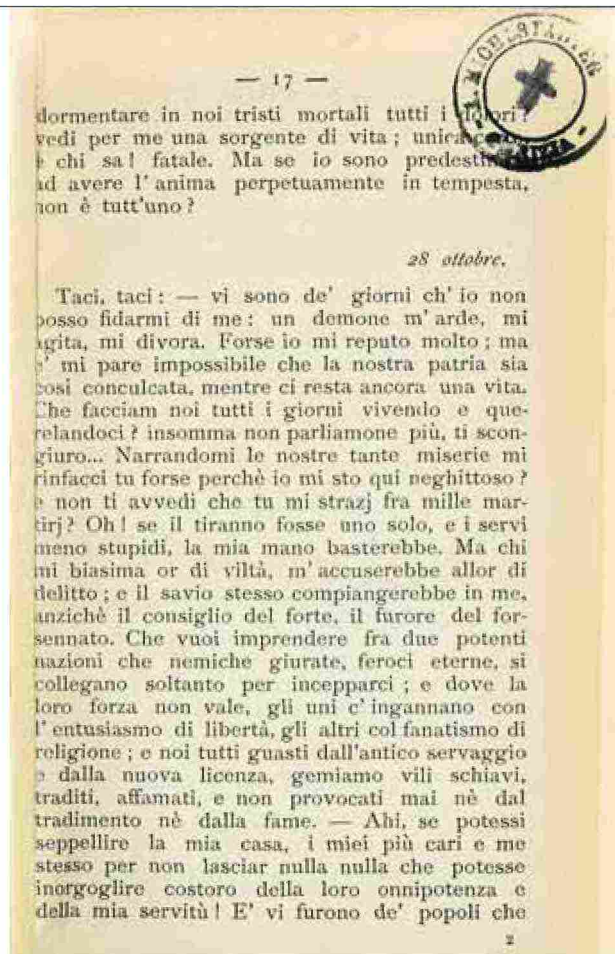 — 17 —
dormentare in noi tristi mortali tutti i dolori?
vedi per me una sorgente di vita; unica
è chi sa! fatale. Ma se io sono
ad avere l' anima perpetuamente in tempesta,
non è tutt'uno?
28 ottobre.
Taci, taci: — vi sono de' giorni ch' io non
posso fidarmi di me: un demone m' arde, mi
agita, mi divora. Forse io mi reputo molto; ma
e' mi pare impossibile che la nostra patria sia
così conculcata, mentre ci resta ancora una vita.
Che facciam noi tutti i giorni vivendo e que-
relandoci? insomma non parliamone più, ti scon-
giuro... Narrandomi le nostre tante miserie mi
rinfacci tu forse perchè io mi sto qui neghittoso?
e non ti avvedi che tu mi strazj fra mille mar-
tirj? Oh! se il tiranno fosse uno solo, e i servi
meno stupidi, la mia mano basterebbe. Ma chi
mi biasima or di viltà, m' accuserebbe allor di
delitto; e il savio stesso compiangerebbe in me,
anzichè il consiglio del forte, il furore del for-
sennato. Che vuoi imprendere fra due potenti
nazioni che nemiche giurate, feroci eterne, si
collegano soltanto per incepparci; e dove la
loro forza non vale, gli uni c' ingannano con
l' entusiasmo di libertà, gli altri col fanatismo di
religione; e noi tutti guasti dall'antico servaggio
e dalla nuova licenza, gemiamo vili schiavi,
traditi, affamati, e non provocati mai nè dal
tradimento nè dalla fame. — Ahi, se potessi
seppellire la mia casa, i miei più cari e me
stesso per non lasciar nulla nulla che potesse
inorgoglire costoro della loro onnipotenza e
della mia servitù! E' vi furono de' popoli che
2